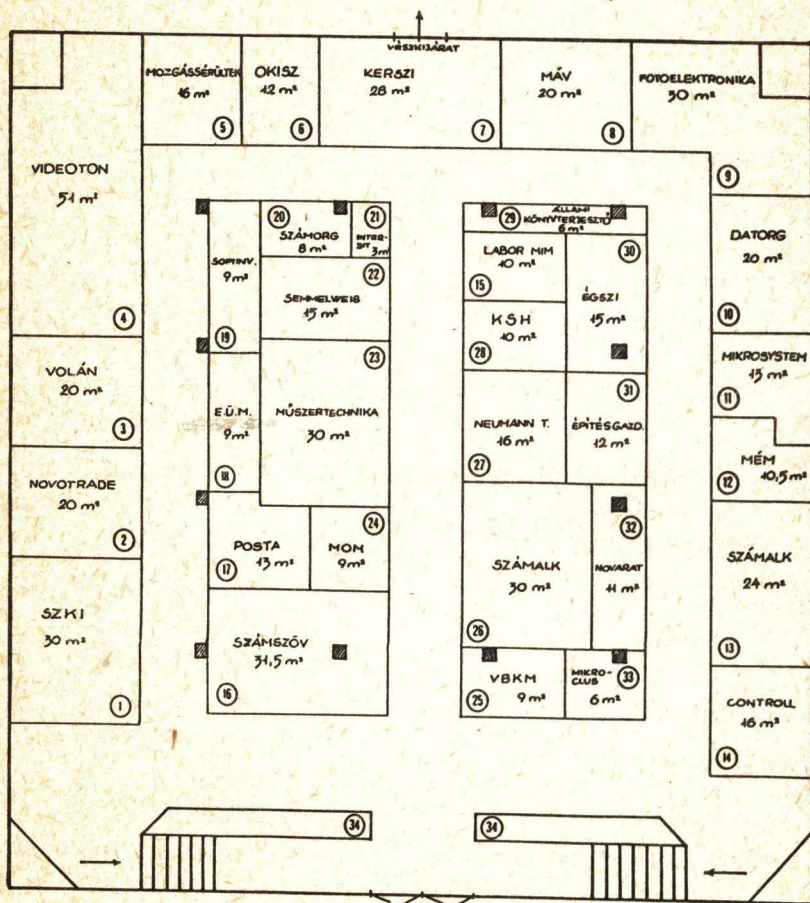 VÉSZKIJÁRAT
MOZGÁSSÉRÜLTEK
16 m²
5
OKISZ
12 m²
6
KERSZI
28 m²
7
MÁV
20 m²
8
FOTOELEKTRONIKA
30 m²
9
VIDEOTON
51 m²
4
VOLÁN
20 m²
3
NOVOTRADE
20 m²
2
SZKI
30 m²
1
20
SZÁMORG
8 m²
21
3 m²
SOFTINV.
9 m²
19
22
SEMMELWEIS
15 m²
23
MŰSZERTECHNIKA
30 m²
E.Ü.M.
9 m²
18
POSTA
13 m²
17
24
MOM
9 m²
SZÁMSZÖV
31,5 m²
16
29
ÁLLAMI
KÖNYVTERJESZTŐ
6 m²
LABOR MIM
10 m²
15
30
ÉGSZI
15 m²
KSH
10 m²
28
NEUMANN T.
16 m²
27
31
ÉPÍTÉSGAZD.
12 m²
SZÁMALK
30 m²
26
32
NOVARAT
11 m²
VBKM
9 m²
25
MIKRO-
CLUB
6 m²
33
DATORG
20 m²
10
MIKROSYSTEM
13 m²
11
MÉM
10,5 m²
12
SZÁMALK
24 m²
13
CONTROLL
16 m²
14
34
34